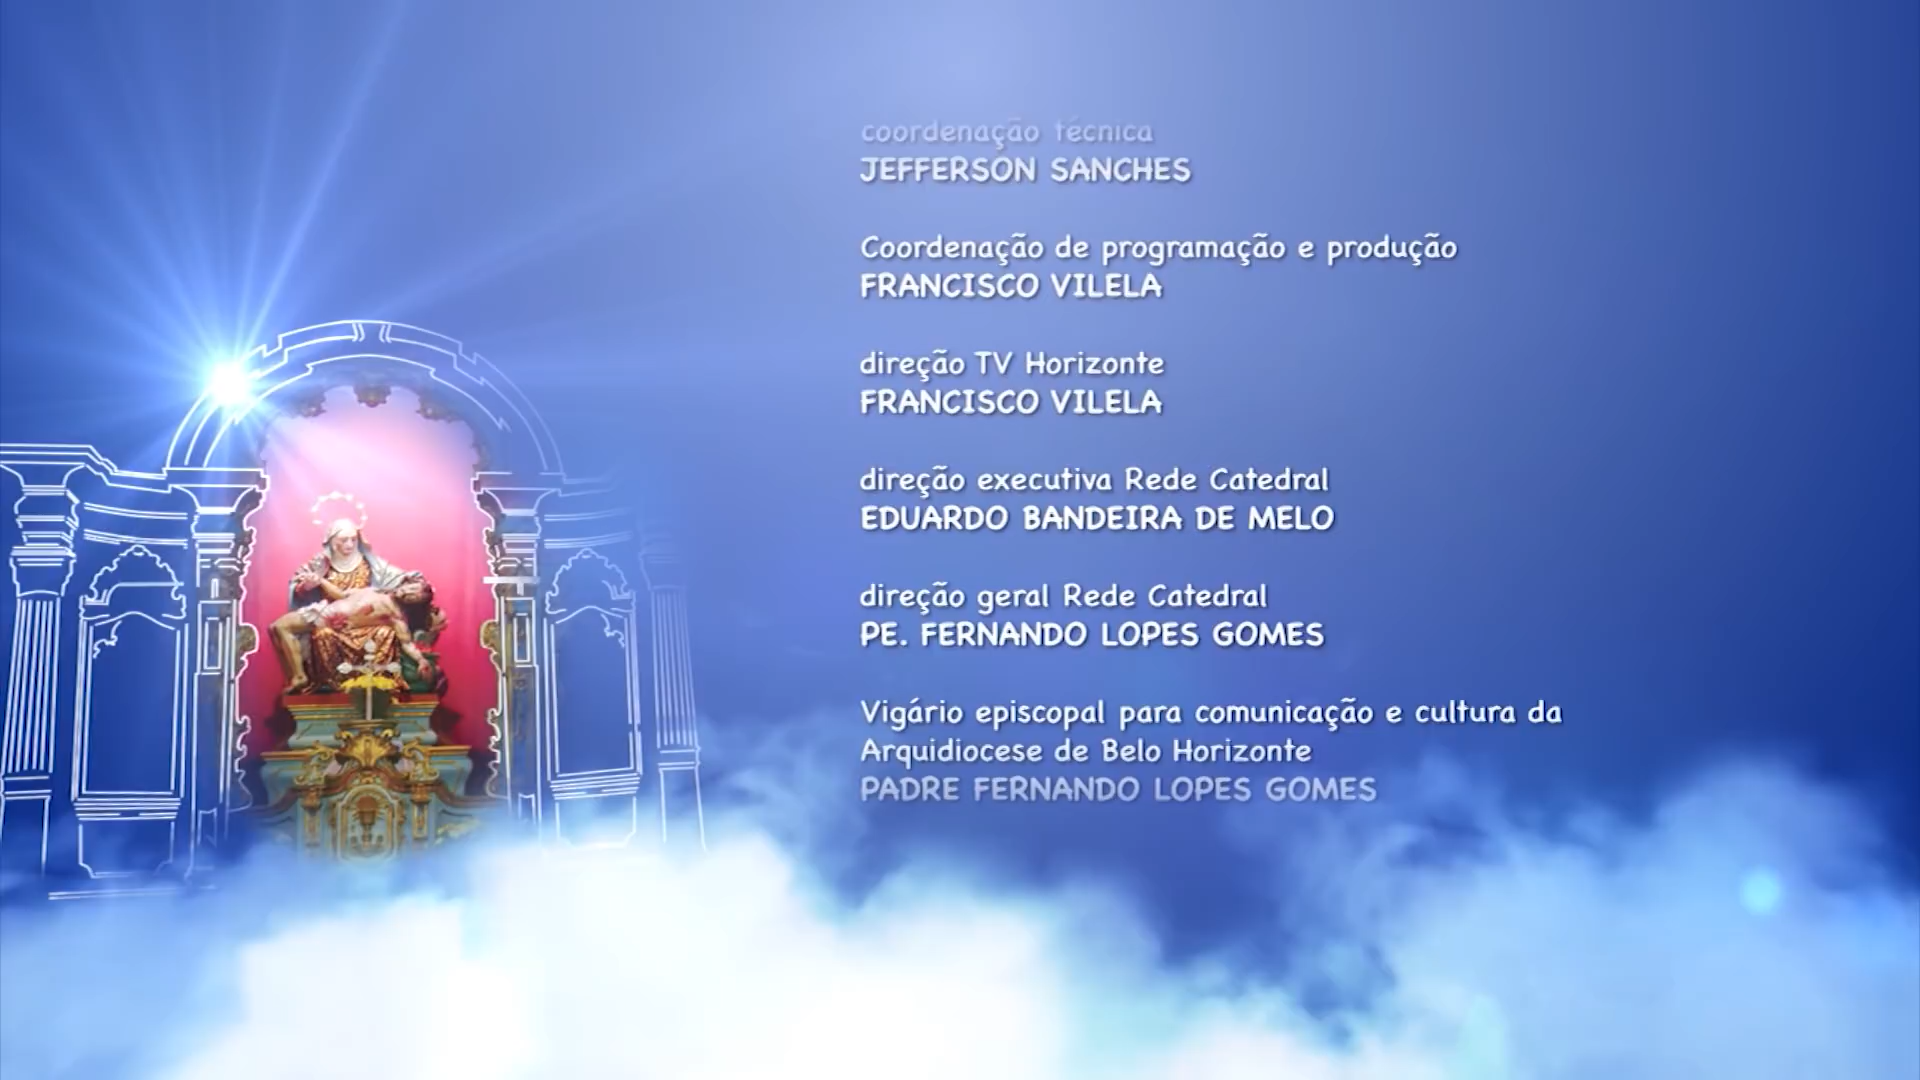 coordenação técnica
JEFFERSON SANCHES
Coordenação de programação e produção
FRANCISCO VILELA
direção TV Horizonte
FRANCISCO VILELA
direção executiva Rede Catedral
EDUARDO BANDEIRA DE MELO
direção geral Rede Catedral
PE. FERNANDO LOPES GOMES
Vigário episcopal para comunicação e cultura da
Arquidiocese de Belo Horizonte
PADRE FERNANDO LOPES GOMES